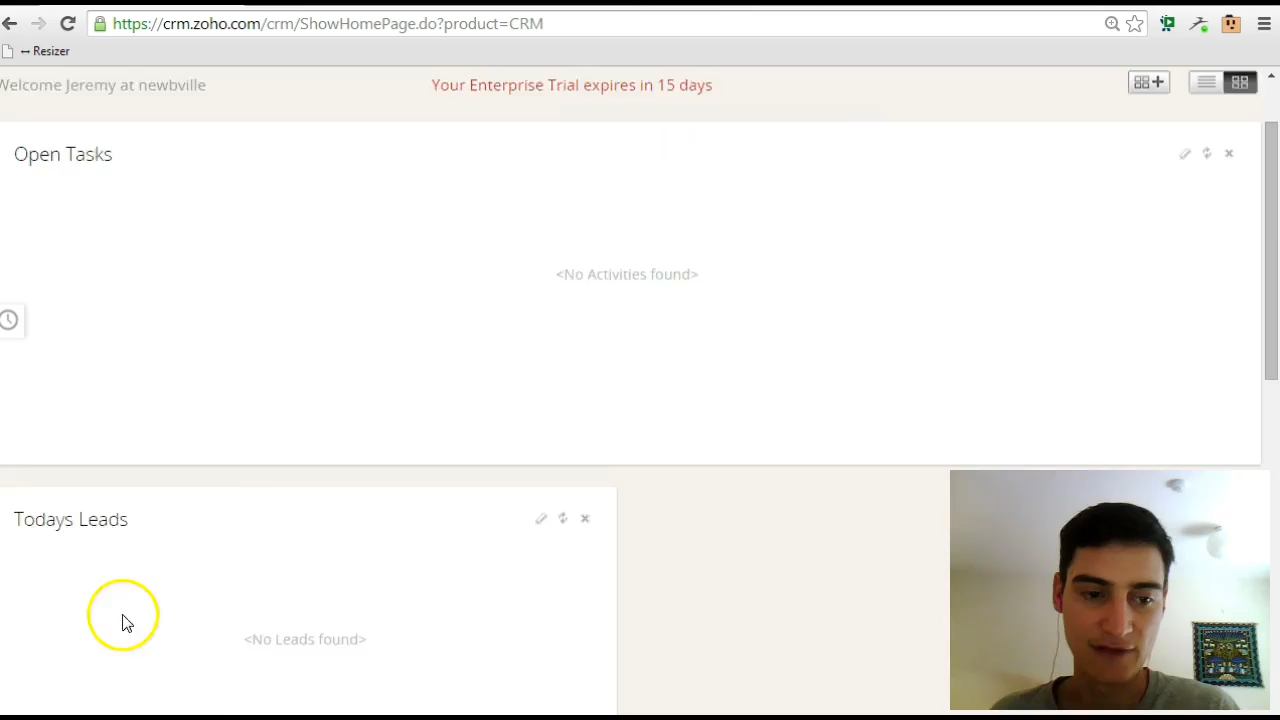 https://crm.zoho.com/crm/ShowHomePage.do?product=CRM
Resizer
Welcome Jeremy at newbville
Your Enterprise Trial expires in 15 days
Open Tasks
<No Activities found>
Todays Leads
<No Leads found>